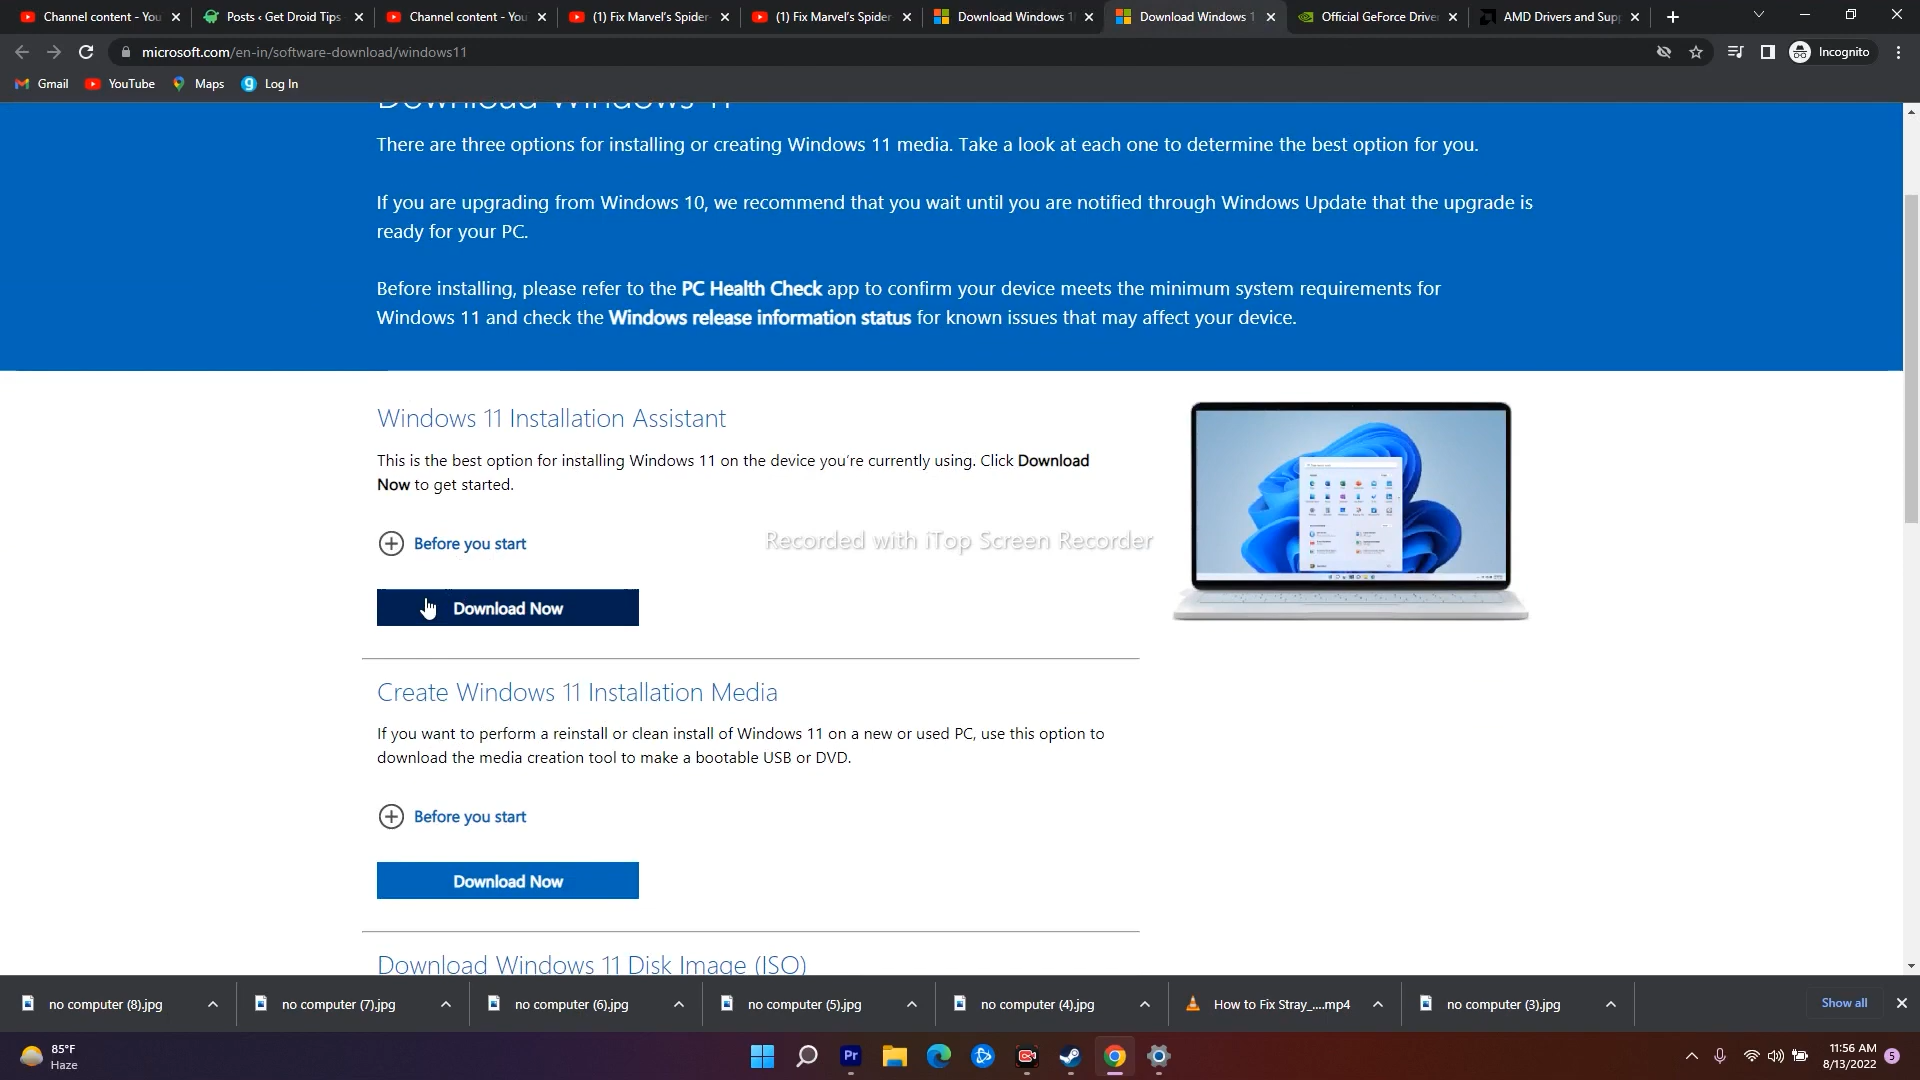 Channel content - You
Posts ‹ Get Droid Tips
Channel content - You
(1) Fix Marvel's Spider-
(1) Fix Marvel's Spider
Download Windows 1
Download Windows 1
Official GeForce Driver
AMD Drivers and Supp
microsoft.com/en-in/software-download/windows11
Incognito
Gmail
YouTube
Maps
Log In
Download Windows 11
There are three options for installing or creating Windows 11 media. Take a look at each one to determine the best option for you.
If you are upgrading from Windows 10, we recommend that you wait until you are notified through Windows Update that the upgrade is
ready for your PC.
Before installing, please refer to the PC Health Check app to confirm your device meets the minimum system requirements for
Windows 11 and check the Windows release information status for known issues that may affect your device.
Windows 11 Installation Assistant
This is the best option for installing Windows 11 on the device you're currently using. Click Download
Now to get started.
Before you start
Recorded with iTop Screen Recorder
Download Now
Create Windows 11 Installation Media
If you want to perform a reinstall or clean install of Windows 11 on a new or used PC, use this option to
download the media creation tool to make a bootable USB or DVD.
Before you start
Download Now
Download Windows 11 Disk Image (ISO)
no computer (8).jpg
no computer (7).jpg
no computer (6).jpg
no computer (5).jpg
no computer (4).jpg
How to Fix Stray_....mp4
no computer (3).jpg
Show all
85°F
Haze
Pr
11:56 AM
8/13/2022
5